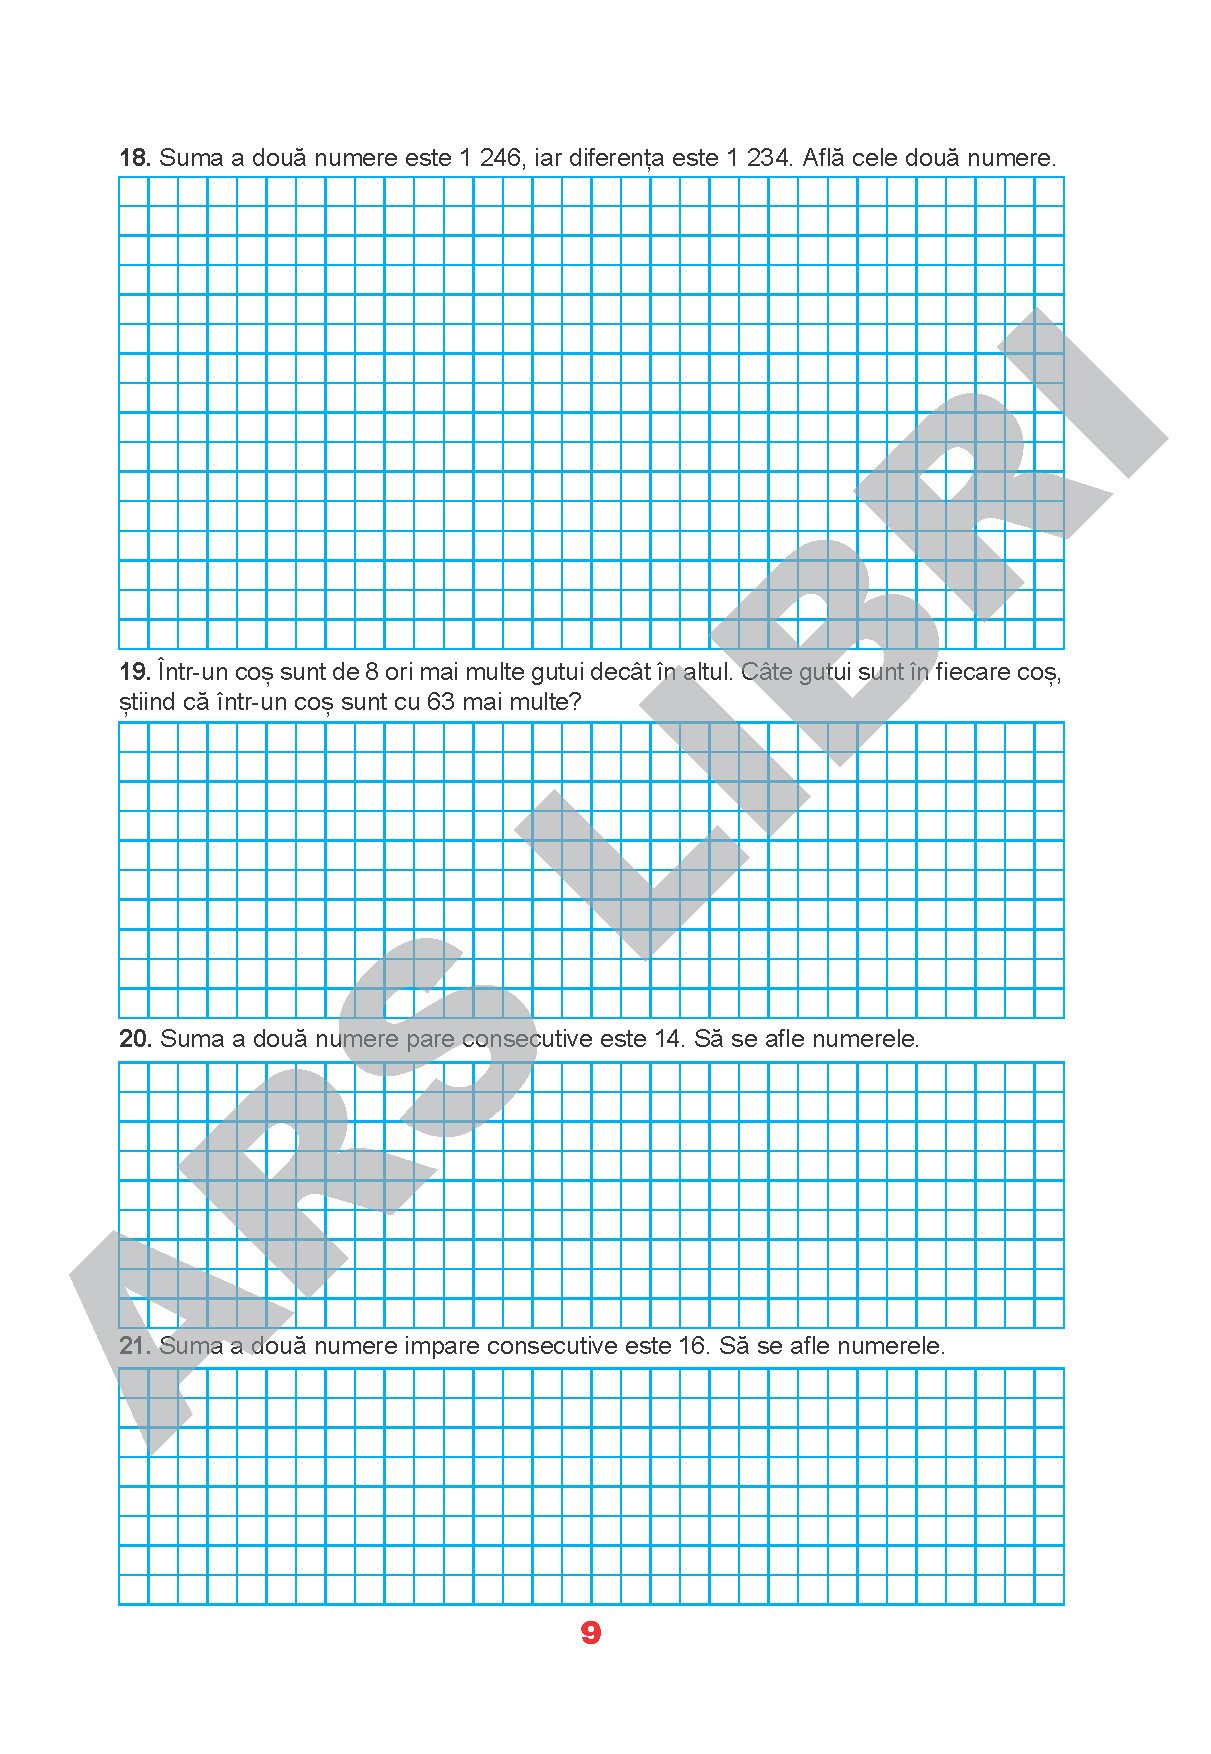 18. Suma a două numere este 1 246, iar diferența este 1 234. Află cele două numere.
19. Într-un coș sunt de 8 ori mai multe gutui decât în altul. Câte gutui sunt în fiecare coș,
știind că într-un coș sunt cu 63 mai multe?
20. Suma a două numere pare consecutive este 14. Să se afle numerele.
21. Suma a două numere impare consecutive este 16. Să se afle numerele.
9
ARS LIBRI